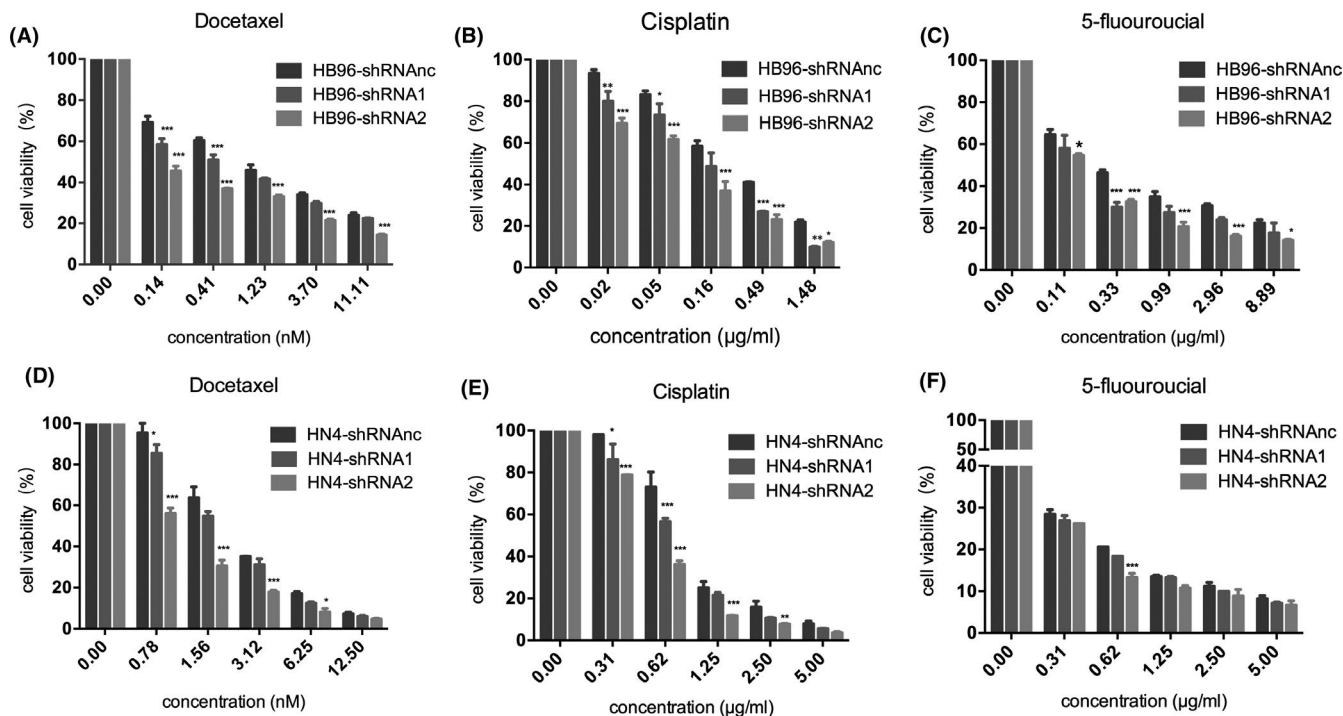 (A)
Docetaxel
cell viability (%)
100
80
60
40
20
0
HB96-shRNAnc
HB96-shRNA1
HB96-shRNA2
***
***
***
***
***
***
***
0.00
0.14
0.41
1.23
3.70
11.11
concentration (nM)
(B)
Cisplatin
cell viability (%)
100
80
60
40
20
0
HB96-shRNAnc
HB96-shRNA1
HB96-shRNA2
**
***
*
***
***
***
***
**
*
0.00
0.02
0.05
0.16
0.49
1.48
concentration (µg/ml)
(C)
5-fluouroucial
cell viability (%)
100
80
60
40
20
0
HB96-shRNAnc
HB96-shRNA1
HB96-shRNA2
*
***
***
***
***
*
0.00
0.11
0.33
0.99
2.96
8.89
concentration (µg/ml)
(D)
Docetaxel
cell viability (%)
100
80
60
40
20
0
HN4-shRNAnc
HN4-shRNA1
HN4-shRNA2
*
***
***
***
*
0.00
0.78
1.56
3.12
6.25
12.50
concentration (nM)
(E)
Cisplatin
cell viability (%)
100
80
60
40
20
0
HN4-shRNAnc
HN4-shRNA1
HN4-shRNA2
*
***
***
***
***
**
0.00
0.31
0.62
1.25
2.50
5.00
concentration (µg/ml)
(F)
5-fluouroucial
cell viability (%)
100
50
40
30
20
10
0
HN4-shRNAnc
HN4-shRNA1
HN4-shRNA2
***
0.00
0.31
0.62
1.25
2.50
5.00
concentration (µg/ml)